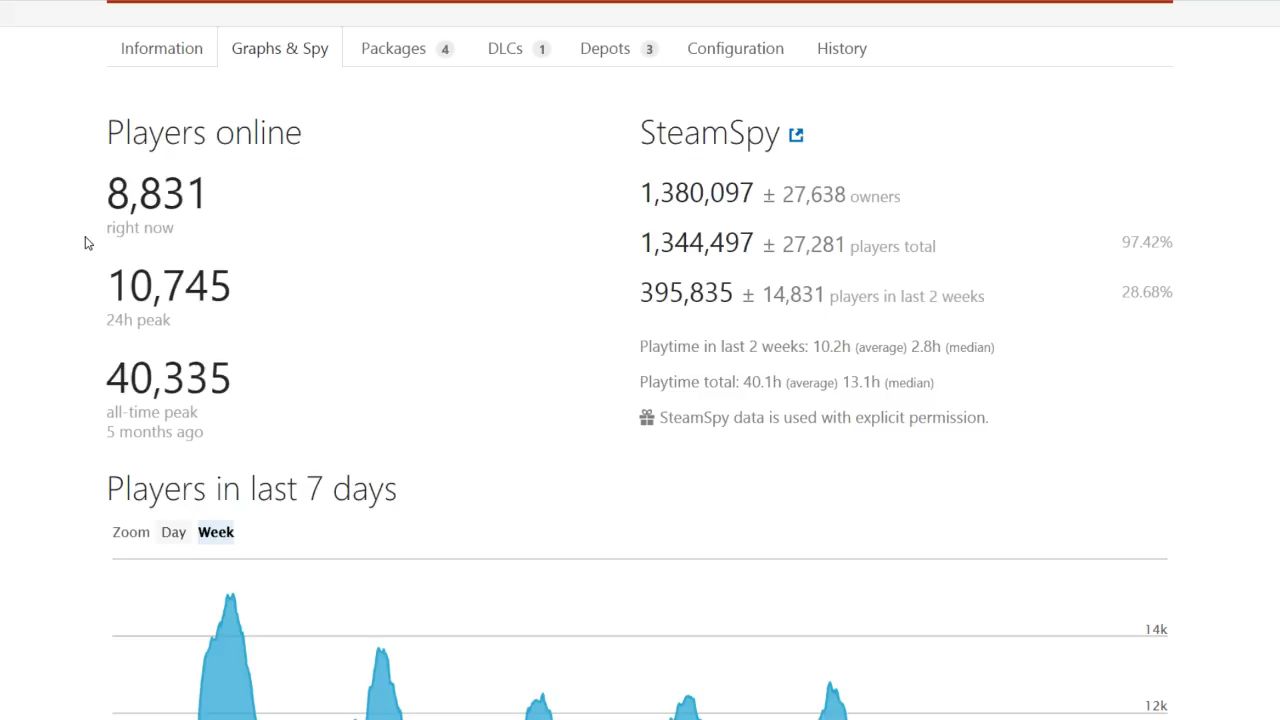 Information Graphs & Spy Packages 4 DLCs 1 Depots 3 Configuration History
Players online
8,831
right now
10,745
24h peak
40,335
all-time peak
5 months ago
SteamSpy
1,380,097 ± 27,638 owners
1,344,497 ± 27,281 players total 97.42%
395,835 ± 14,831 players in last 2 weeks 28.68%
Playtime in last 2 weeks: 10.2h (average) 2.8h (median)
Playtime total: 40.1h (average) 13.1h (median)
SteamSpy data is used with explicit permission.
Players in last 7 days
Zoom Day Week
14k
12k